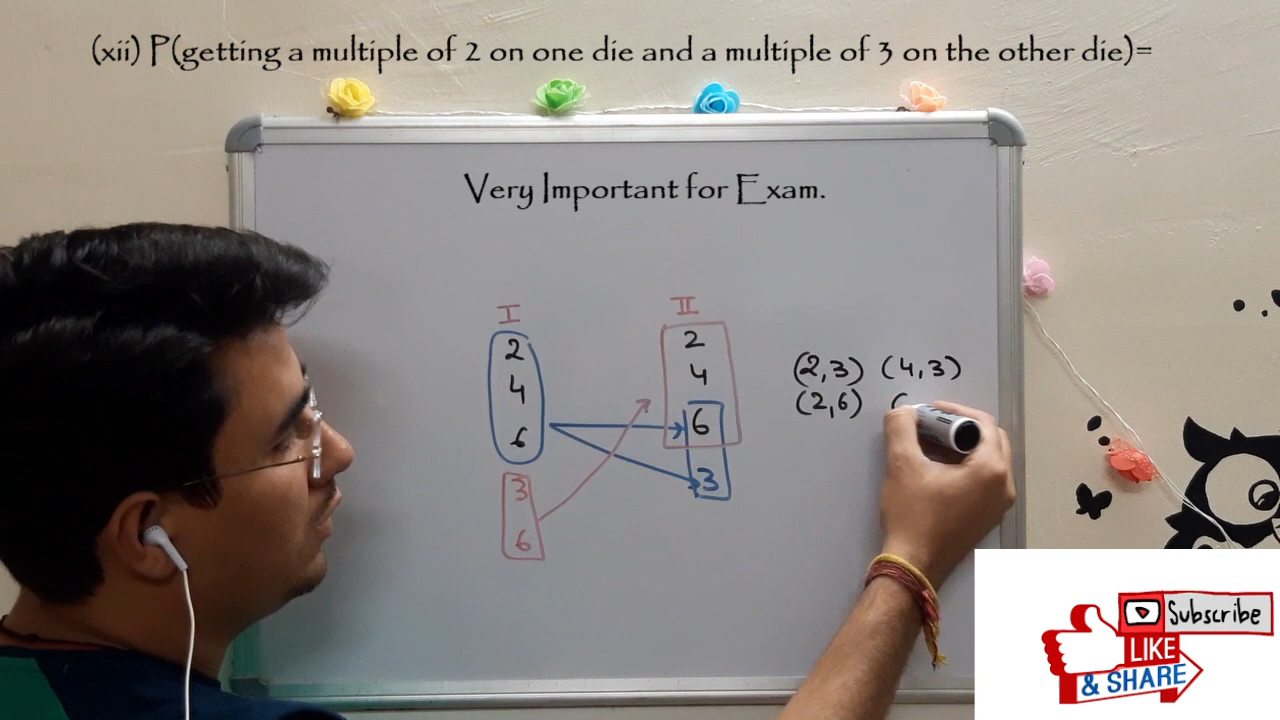 (xii) P(getting a multiple of 2 on one die and a multiple of 3 on the other die)=
Very Important for Exam.
I II
2 2
4 4
6 6
3 3
6
(2,3) (4,3)
(2,6) (
Subscribe
LIKE
& SHARE